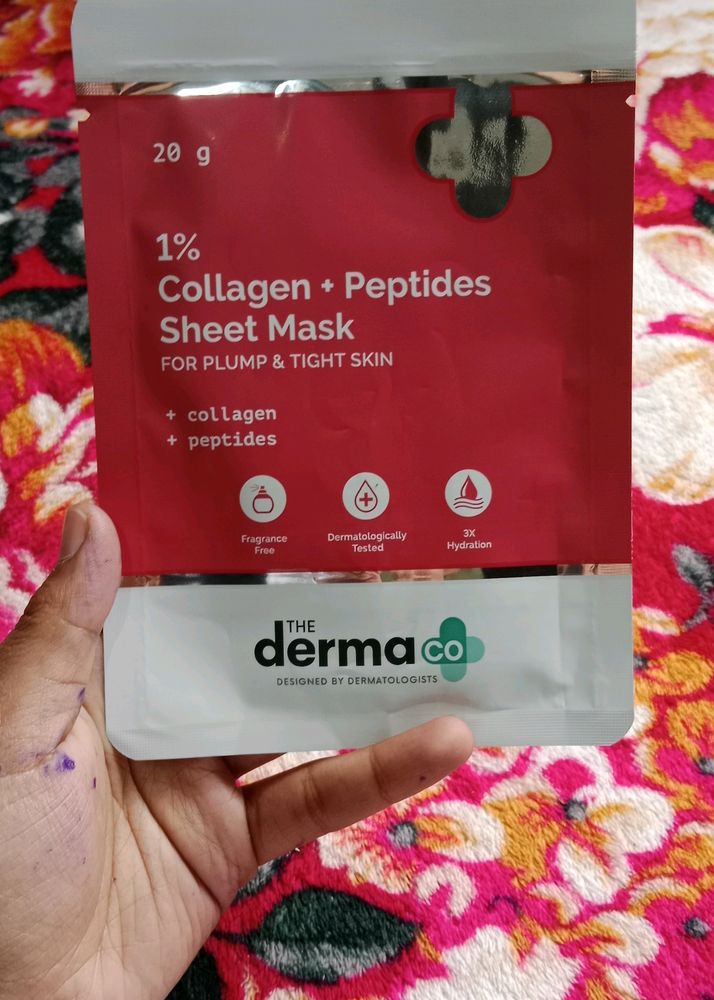 20 g
1%
Collagen + Peptides
Sheet Mask
FOR PLUMP & TIGHT SKIN
+ collagen
+ peptides
Fragrance
Free
Dermatologically
Tested
3X
Hydration
THE
derma co
DESIGNED BY DERMATOLOGISTS